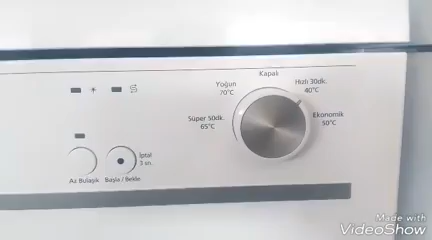 Kapalı
Yoğun
70°C
Hızlı 30dk.
40°C
Süper 50dk.
65°C
Ekonomik
50°C
İptal
3 sn.
Az Bulaşık
Başla / Bekle
Made with
VideoShow